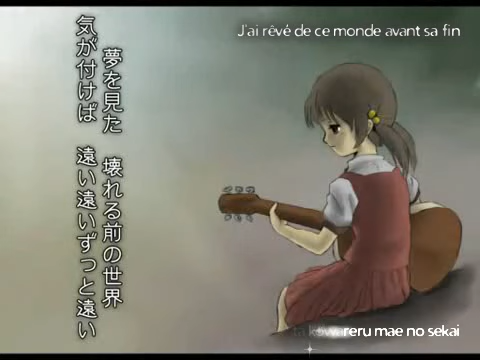 J'ai rêvé de ce monde avant sa fin
夢を見た　壊れる前の世界
気が付けば　遠い遠いずっと遠い
reru mae no sekai